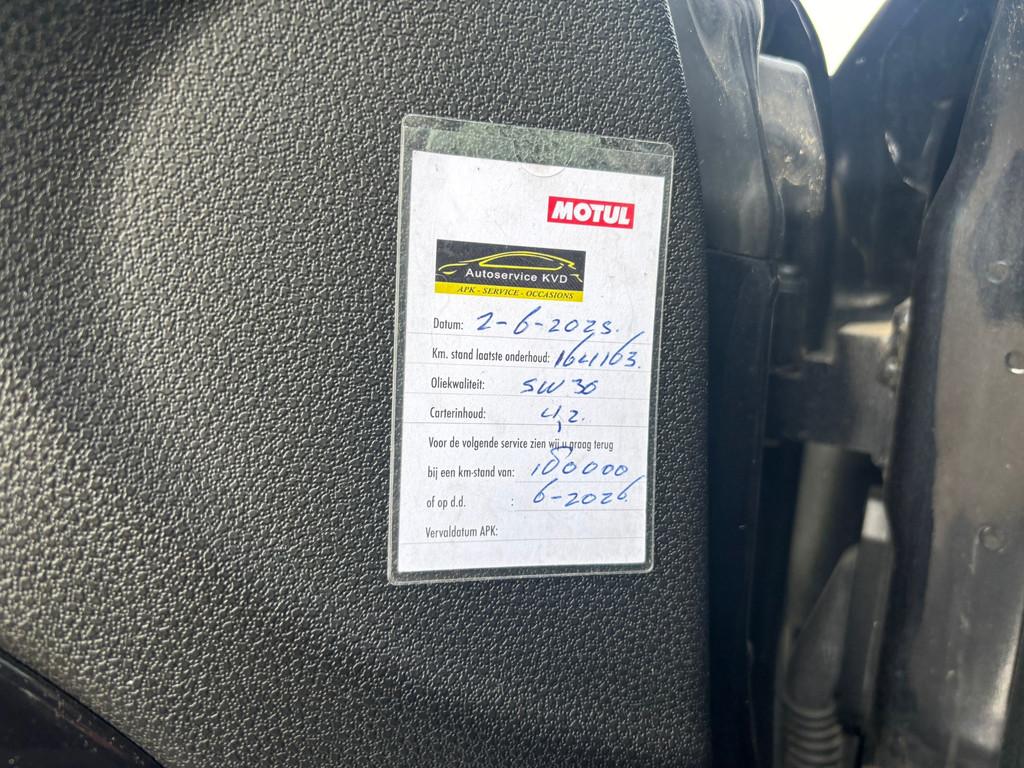 MOTUL
Autoservice KVD
APK - SERVICE - OCCASIONS
Datum: 2-6-2025.
Km. stand laatste onderhoud: 164163.
Oliekwaliteit: 5W30
Carterinhoud: 4,2.
Voor de volgende service zien wij u graag terug
bij een km-stand van:
of op d.d. : 6-2026.
Vervaldatum APK: